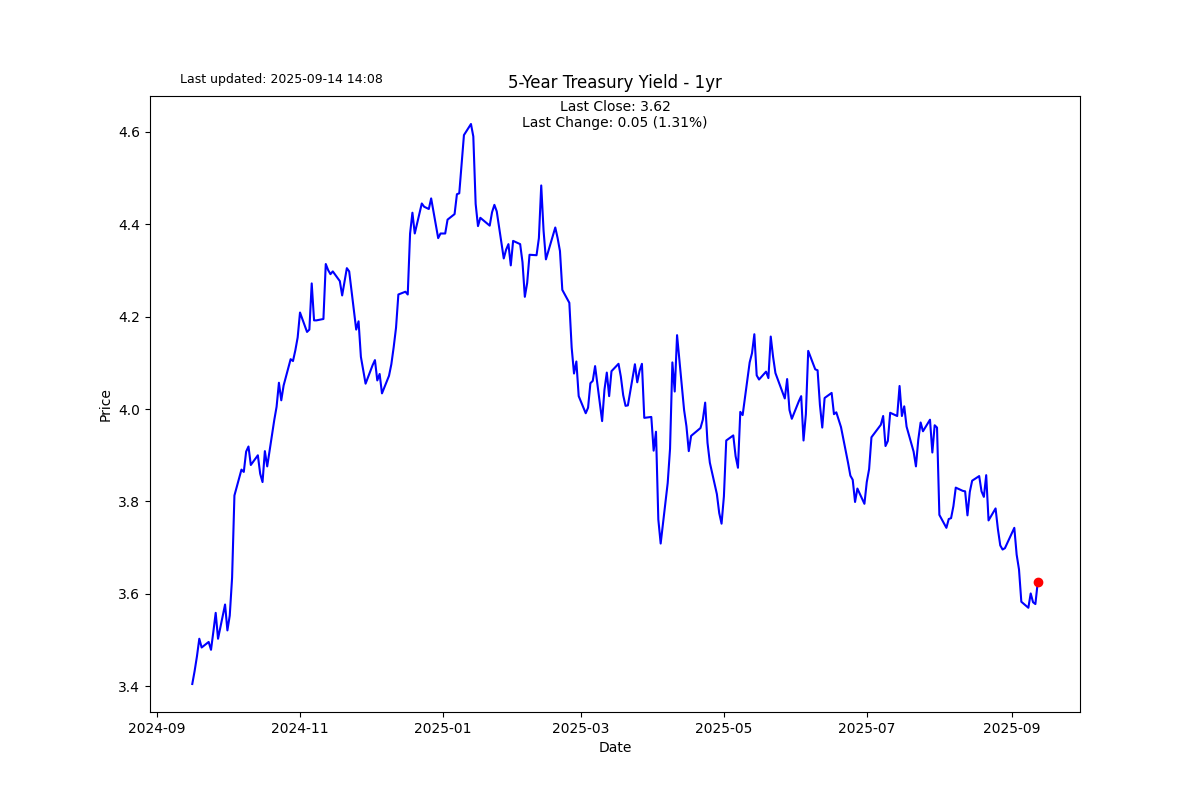 Last updated: 2025-09-14 14:08
5-Year Treasury Yield - 1yr
Last Close: 3.62
Last Change: 0.05 (1.31%)
Price
4.6
4.4
4.2
4.0
3.8
3.6
3.4
2024-09
2024-11
2025-01
2025-03
2025-05
2025-07
2025-09
Date